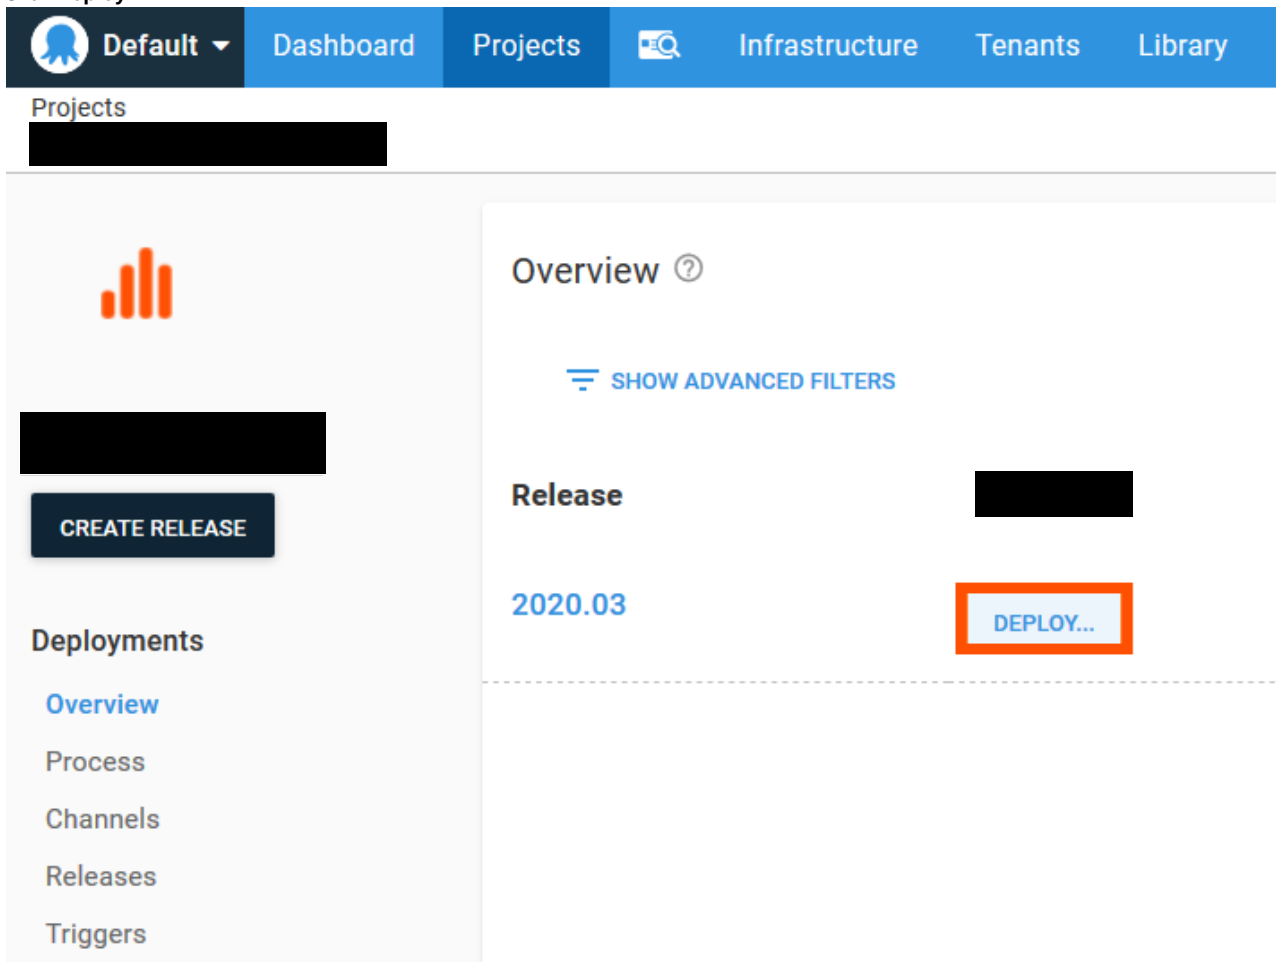 Default Dashboard Projects Infrastructure Tenants Library
Projects
Overview
SHOW ADVANCED FILTERS
Release
CREATE RELEASE
2020.03
DEPLOY...
Deployments
Overview
Process
Channels
Releases
Triggers